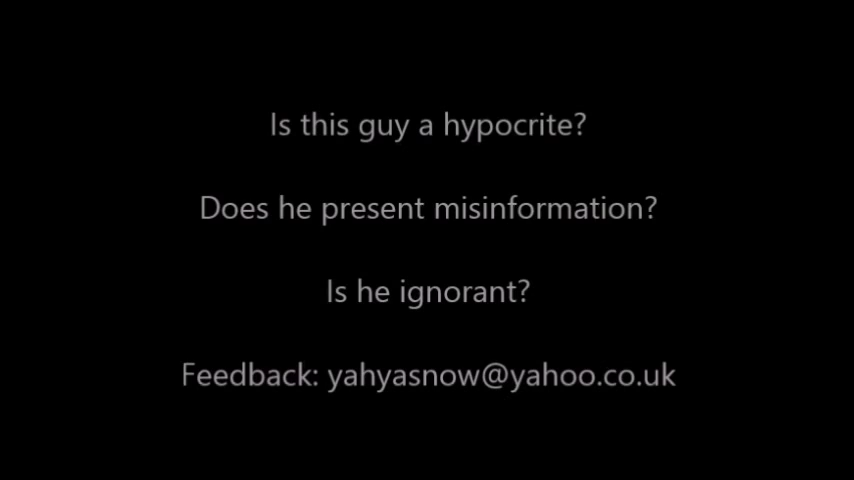 Is this guy a hypocrite?
Does he present misinformation?
Is he ignorant?
Feedback: yahyasnow@yahoo.co.uk